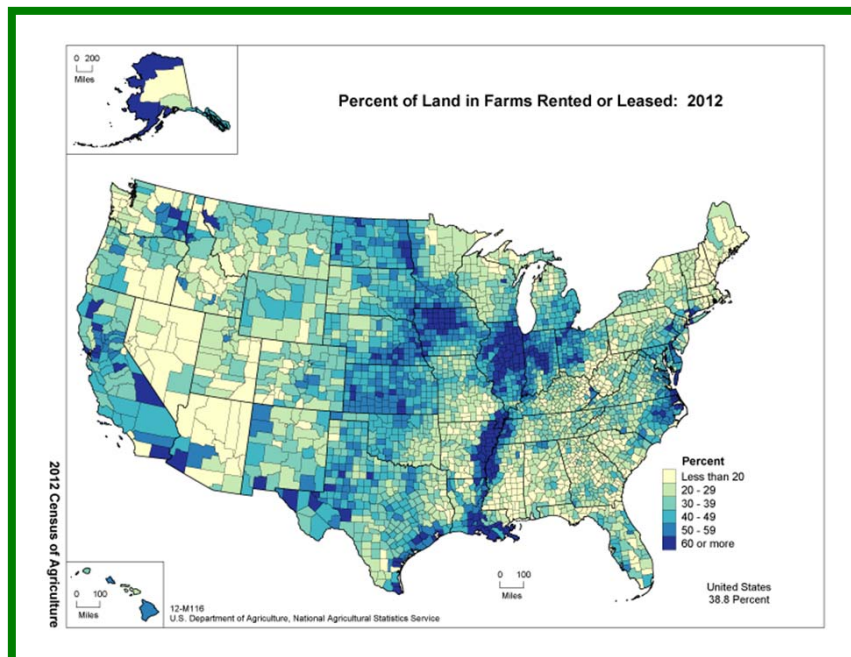 0 200
Miles
Percent of Land in Farms Rented or Leased: 2012
Percent
Less than 20
20 - 29
30 - 39
40 - 49
50 - 59
60 or more
2012 Census of Agriculture
0 100
Miles
12-M116
U.S. Department of Agriculture, National Agricultural Statistics Service
0 100
Miles
United States
38.8 Percent